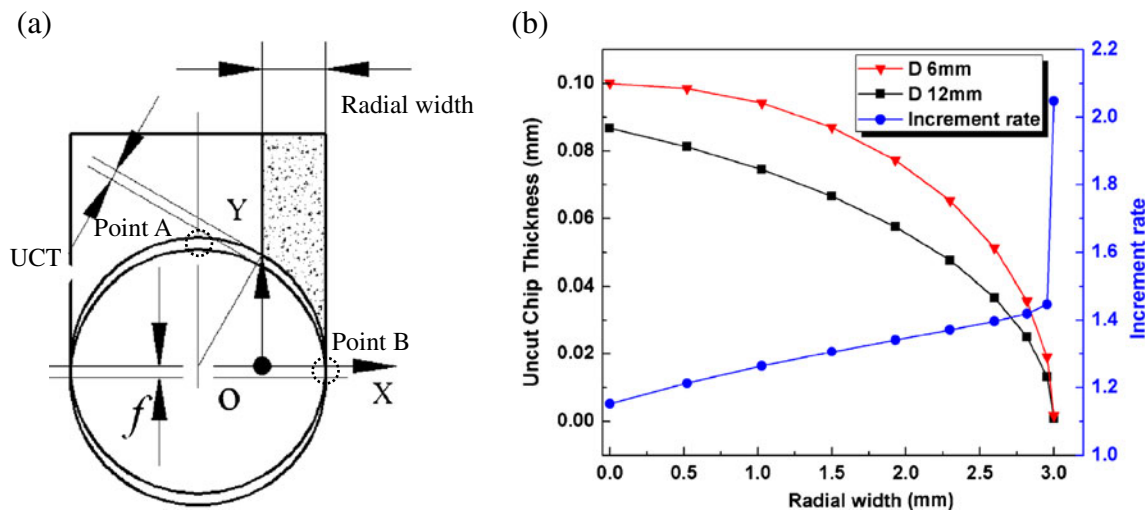 (a)
Radial width
Y
Point A
UCT
Point B
O
X
f
(b)
2.2
2.0
1.8
1.6
1.4
1.2
1.0
0.10
0.08
0.06
0.04
0.02
0.00
Uncut Chip Thickness (mm)
D 6mm
D 12mm
Increment rate
Increment rate
0.0 0.5 1.0 1.5 2.0 2.5 3.0
Radial width (mm)